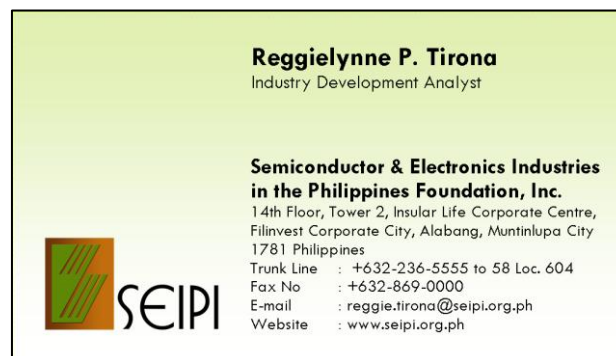 Reggielynne P. Tirona
Industry Development Analyst
Semiconductor & Electronics Industries
in the Philippines Foundation, Inc.
14th Floor, Tower 2, Insular Life Corporate Centre,
Filinvest Corporate City, Alabang, Muntinlupa City
1781 Philippines
Trunk Line : +632-236-5555 to 58 Loc. 604
Fax No : +632-869-0000
E-mail : reggie.tirona@seipi.org.ph
Website : www.seipi.org.ph
SEIPI